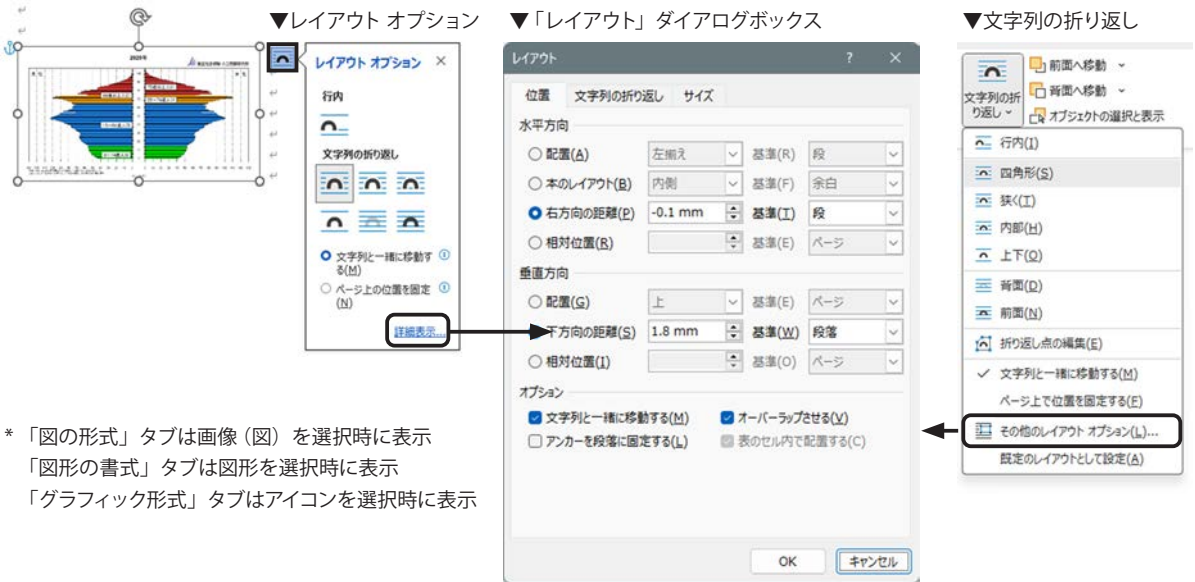 ▼レイアウト オプション
レイアウト オプション ×
行内
文字列の折り返し
文字列と一緒に移動す
る(M)
ページ上の位置を固定
(N)
詳細表示...
2025年
▼「レイアウト」ダイアログボックス
レイアウト ? ×
位置 文字列の折り返し サイズ
水平方向
配置(A) 左揃え 基準(R) 段
本のレイアウト(B) 内側 基準(F) 余白
右方向の距離(P) -0.1 mm 基準(T) 段
相対位置(R) 基準(E) ページ
垂直方向
配置(G) 上 基準(E) ページ
下方向の距離(S) 1.8 mm 基準(W) 段落
相対位置(I) 基準(O) ページ
オプション
文字列と一緒に移動する(M) オーバーラップさせる(V)
アンカーを段落に固定する(L) 表のセル内で配置する(C)
OK キャンセル
▼文字列の折り返し
文字列の折
り返し
前面へ移動
背面へ移動
オブジェクトの選択と表示
行内(I)
四角形(S)
狭く(T)
内部(H)
上下(O)
背面(D)
前面(N)
折り返し点の編集(E)
✓ 文字列と一緒に移動する(M)
ページ上で位置を固定する(F)
その他のレイアウト オプション(L)...
既定のレイアウトとして設定(A)
*「図の形式」タブは画像（図）を選択時に表示
「図形の書式」タブは図形を選択時に表示
「グラフィック形式」タブはアイコンを選択時に表示